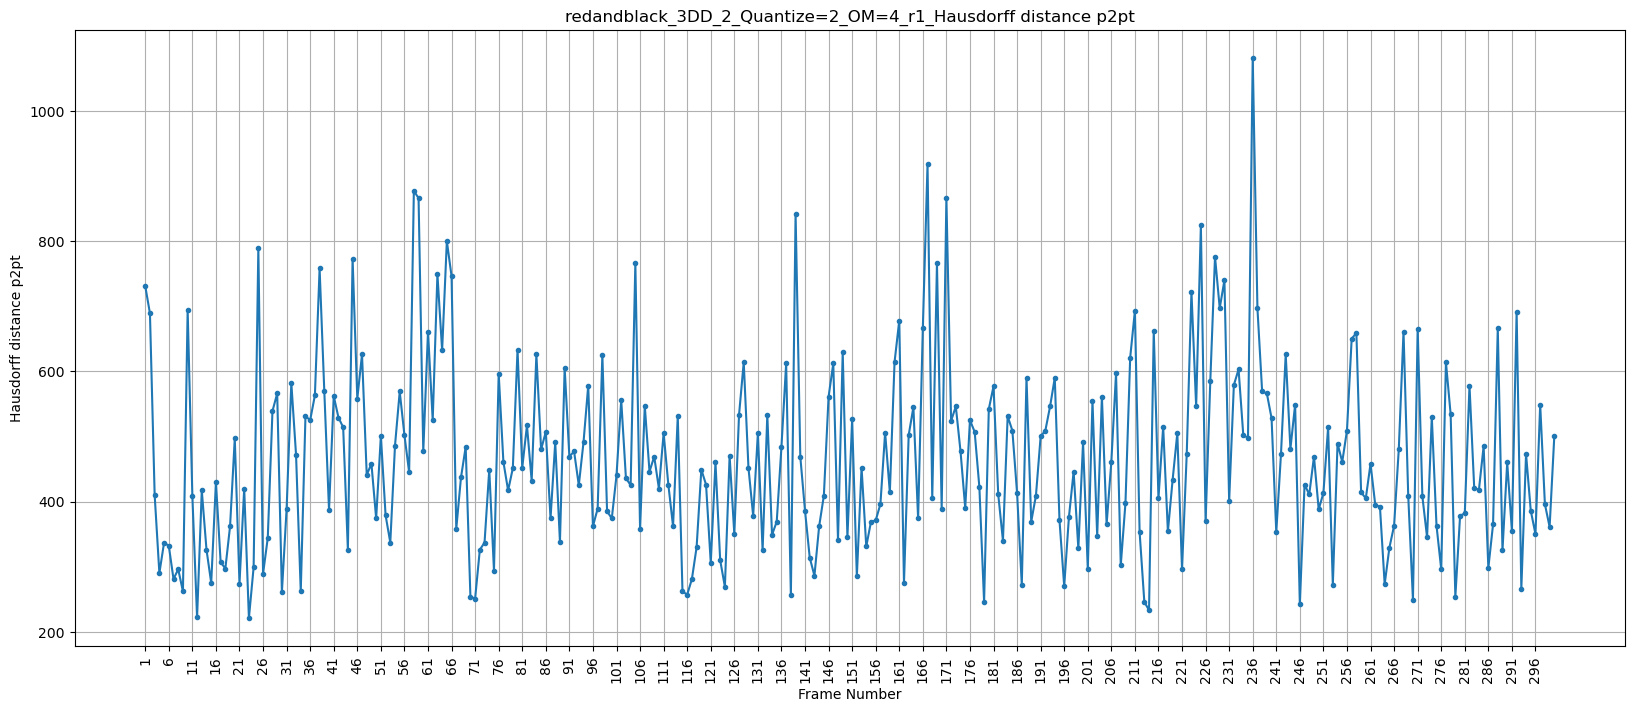 redandblack_3DD_2_Quantize=2_OM=4_r1_Hausdorff distance p2pt
Hausdorff distance p2pt
1000
800
600
400
200
1 6 11 16 21 26 31 36 41 46 51 56 61 66 71 76 81 86 91 96 101 106 111 116 121 126 131 136 141 146 151 156 161 166 171 176 181 186 191 196 201 206 211 216 221 226 231 236 241 246 251 256 261 266 271 276 281 286 291 296
Frame Number